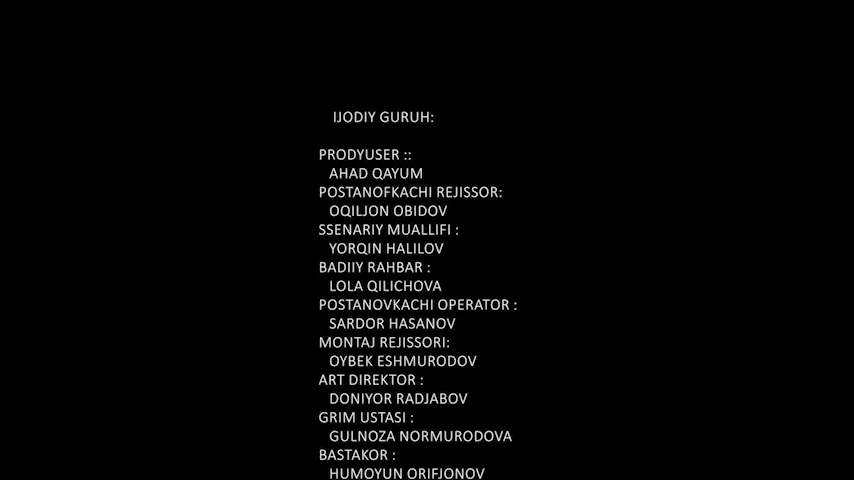 IJODIY GURUH:
PRODYUSER ::
AHAD QAYUM
POSTANOFKACHI REJISSOR:
OQILJON OBIDOV
SSENARIY MUALLIFI :
YORQIN HALILOV
BADIIY RAHBAR :
LOLA QILICHOVA
POSTANOVKACHI OPERATOR :
SARDOR HASANOV
MONTAJ REJISSORI:
OYBEK ESHMURODOV
ART DIREKTOR :
DONIYOR RADJABOV
GRIM USTASI :
GULNOZA NORMURODOVA
BASTAKOR :
HUMOYUN ORIFJONOV